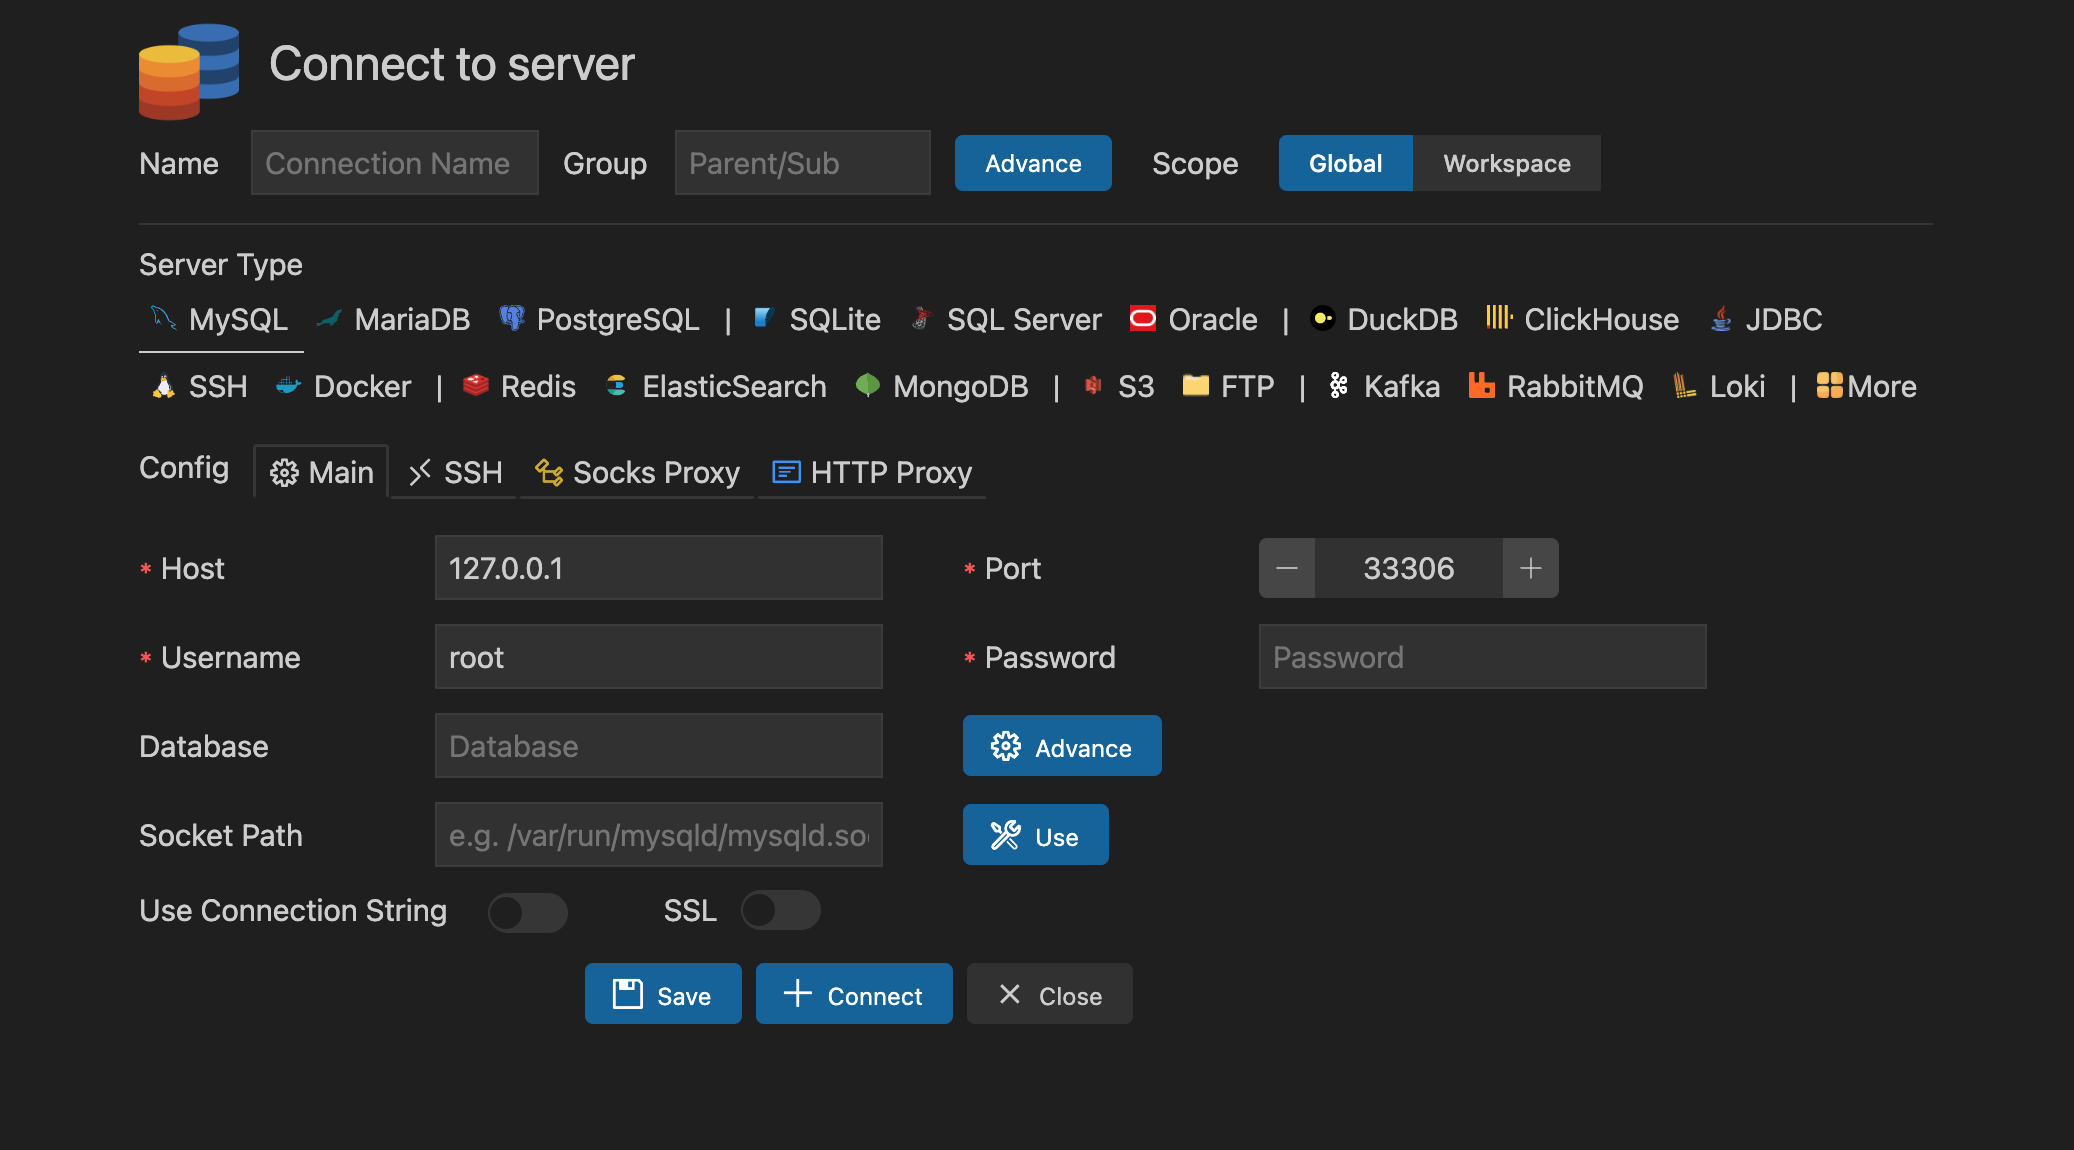 Connect to server
Name Connection Name Group Parent/Sub Advance Scope Global Workspace
Server Type
MySQL MariaDB PostgreSQL | SQLite SQL Server Oracle | DuckDB ClickHouse JDBC
SSH Docker | Redis ElasticSearch MongoDB | S3 FTP | Kafka RabbitMQ Loki | More
Config Main SSH Socks Proxy HTTP Proxy
* Host 127.0.0.1 * Port 33306
* Username root * Password Password
Database Database Advance
Socket Path e.g. /var/run/mysqld/mysqld.so Use
Use Connection String SSL
Save Connect Close